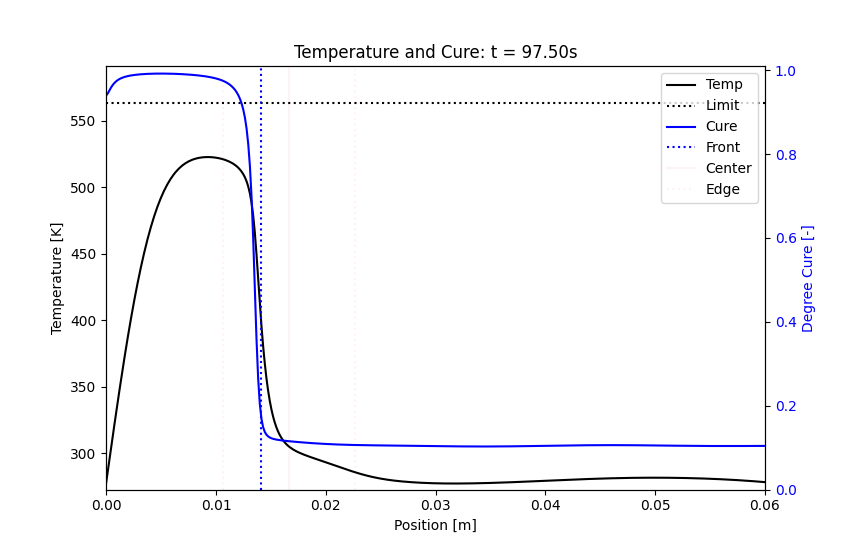 Temperature and Cure: t = 97.50s
Temp
Limit
Cure
Front
Center
Edge
Temperature [K]
550
500
450
400
350
300
Degree Cure [-]
1.0
0.8
0.6
0.4
0.2
0.0
0.00 0.01 0.02 0.03 0.04 0.05 0.06
Position [m]